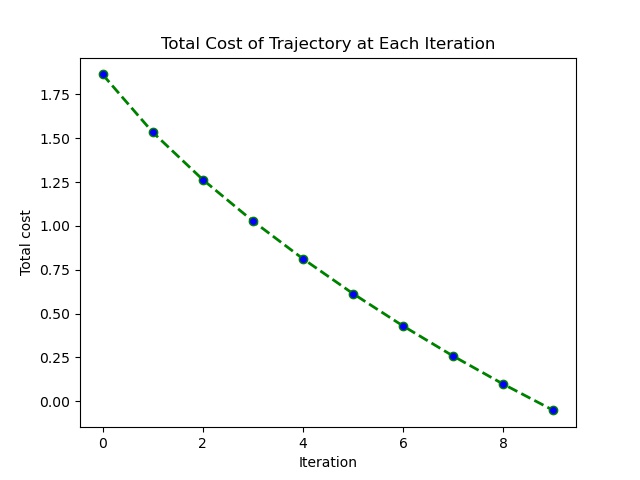 Total Cost of Trajectory at Each Iteration
1.75
1.50
1.25
1.00
0.75
0.50
0.25
0.00
Total cost
0 2 4 6 8
Iteration